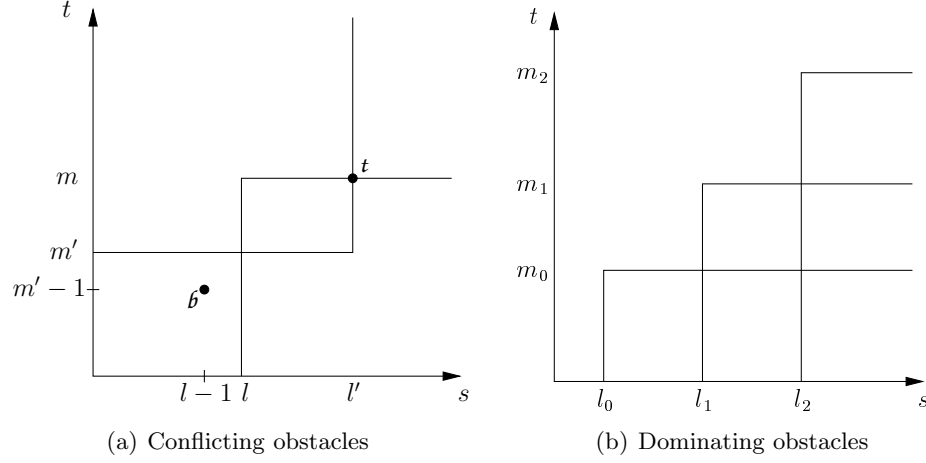 t
m
t
m′
m′ − 1
b
l − 1 l l′ s
(a) Conflicting obstacles
t
m₂
m₁
m₀
l₀ l₁ l₂ s
(b) Dominating obstacles